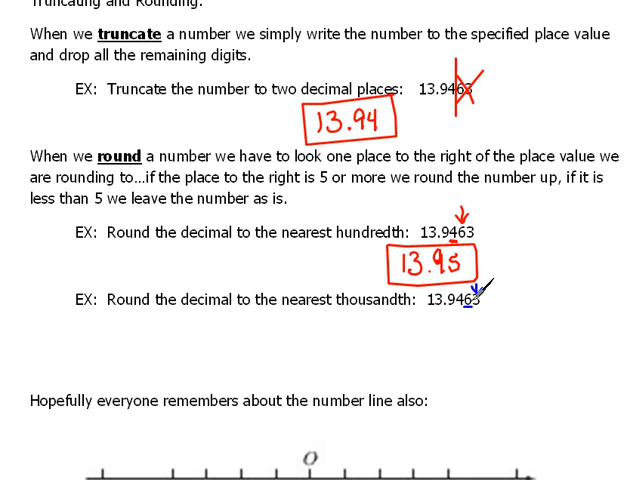 Truncating and Rounding:
When we truncate a number we simply write the number to the specified place value
and drop all the remaining digits.
EX: Truncate the number to two decimal places: 13.9463
13.94
When we round a number we have to look one place to the right of the place value we
are rounding to...if the place to the right is 5 or more we round the number up, if it is
less than 5 we leave the number as is.
EX: Round the decimal to the nearest hundredth: 13.9463
13.95
EX: Round the decimal to the nearest thousandth: 13.9463
Hopefully everyone remembers about the number line also:
0